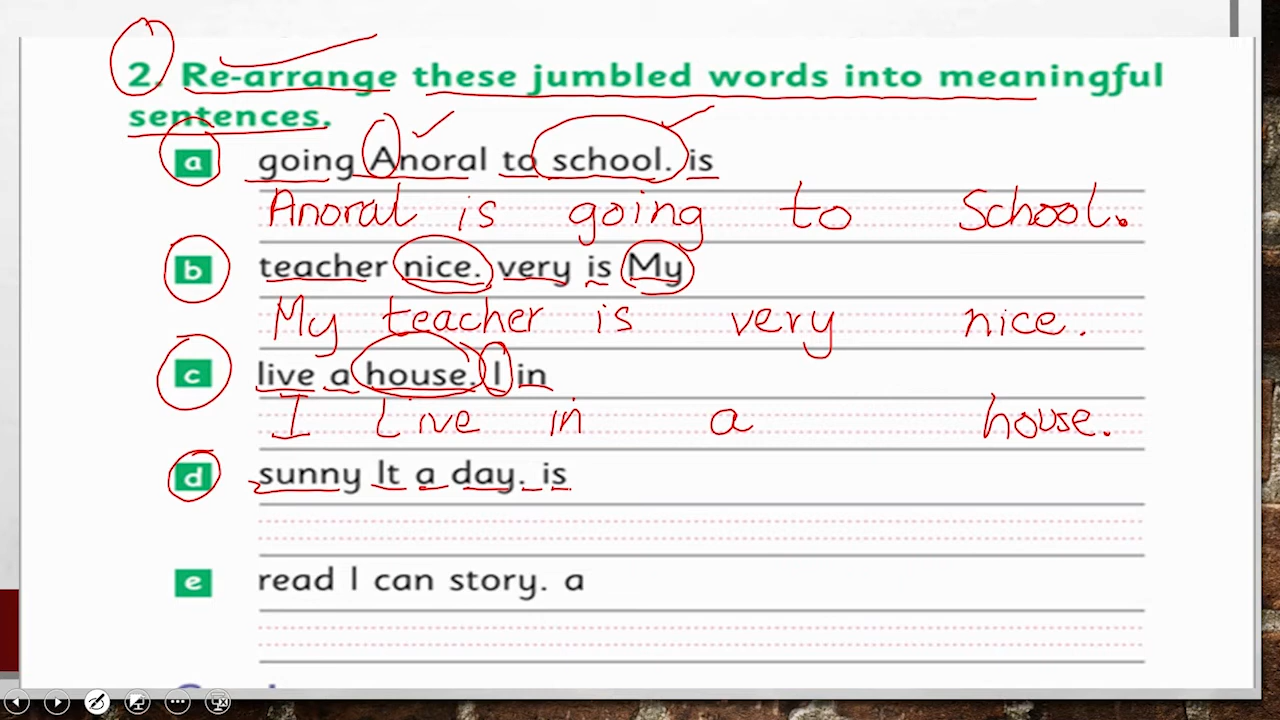 2. Re-arrange these jumbled words into meaningful
sentences.
a going Anoral to school. is
Anoral is going to School.
b teacher nice. very is My
My teacher is very nice.
c live a house. I in
I Live in a house.
d sunny It a day. is
e read I can story. a